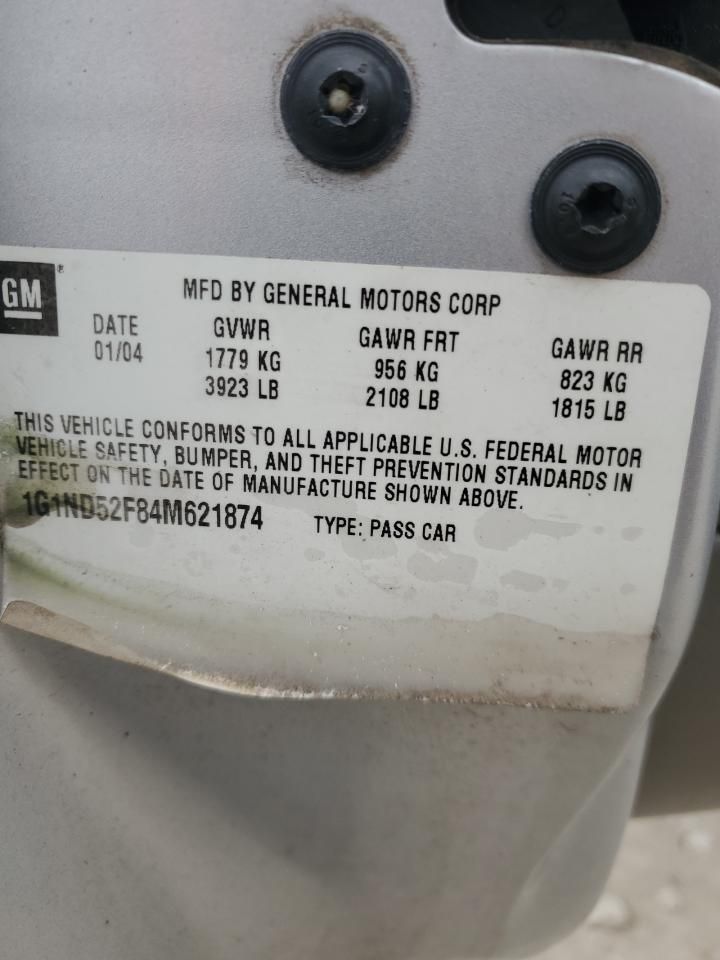 GM®
MFD BY GENERAL MOTORS CORP
DATE GVWR GAWR FRT GAWR RR
01/04 1779 KG 956 KG 823 KG
3923 LB 2108 LB 1815 LB
THIS VEHICLE CONFORMS TO ALL APPLICABLE U.S. FEDERAL MOTOR
VEHICLE SAFETY, BUMPER, AND THEFT PREVENTION STANDARDS IN
EFFECT ON THE DATE OF MANUFACTURE SHOWN ABOVE.
1G1ND52F84M621874 TYPE: PASS CAR